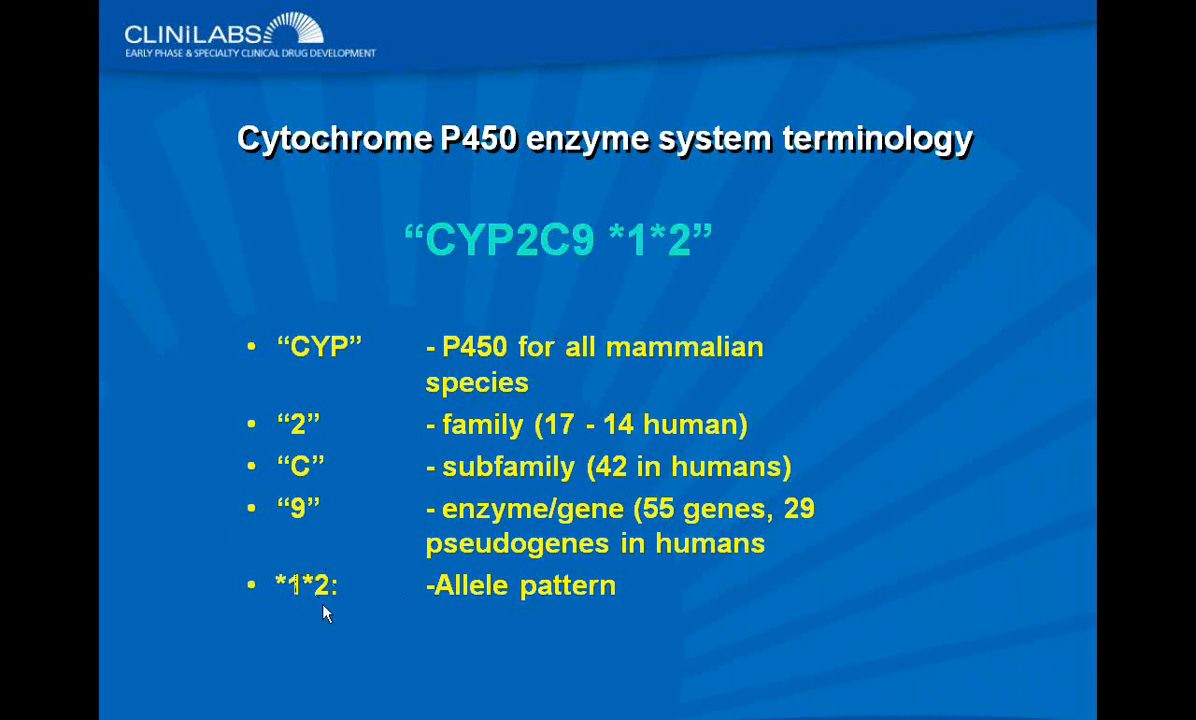 CLINiLABS
EARLY PHASE & SPECIALTY CLINICAL DRUG DEVELOPMENT
Cytochrome P450 enzyme system terminology
“CYP2C9 *1*2”
• “CYP” - P450 for all mammalian
species
• “2” - family (17 - 14 human)
• “C” - subfamily (42 in humans)
• “9” - enzyme/gene (55 genes, 29
pseudogenes in humans
• *1*2: -Allele pattern